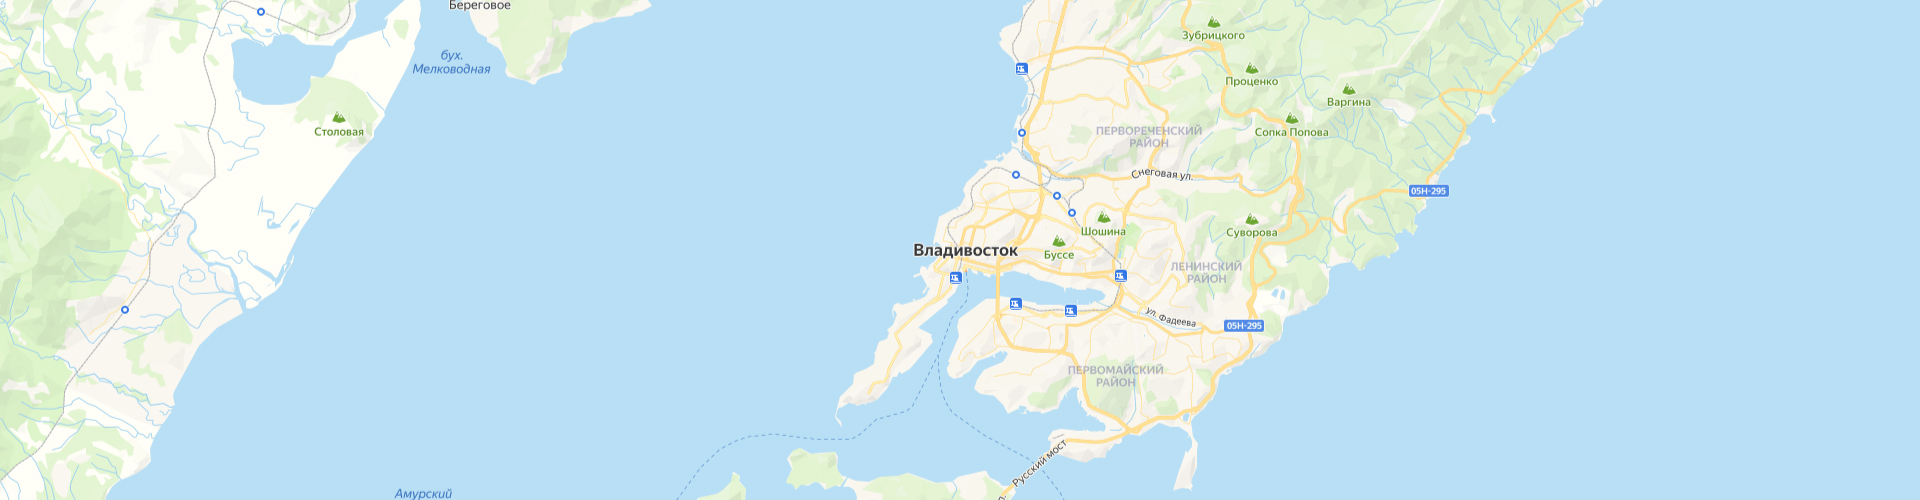 Береговое
бух.
Мелководная
Зубрицкого
Проценко
Варгина
Столовая
ПЕРВОРЕЧЕНСКИЙ
РАЙОН
Сопка Попова
Снеговая ул.
05Н-295
Шошина
Суворова
Владивосток
Буссе
ЛЕНИНСКИЙ
РАЙОН
ул. Фадеева
05Н-295
ПЕРВОМАЙСКИЙ
РАЙОН
Русский мост
Амурский